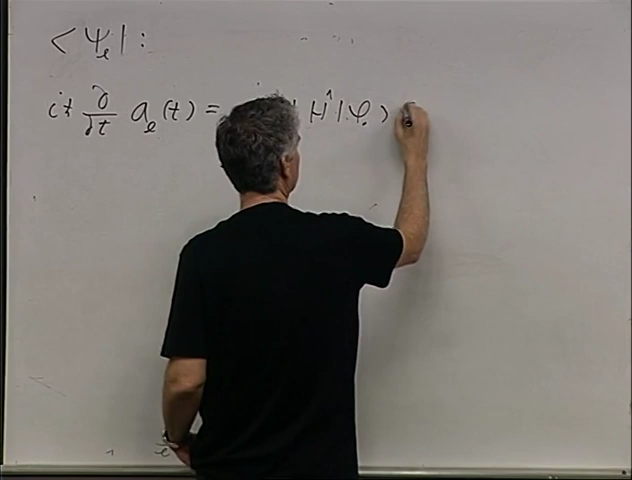 < Ψₑ | :
iħ ∂/∂t aₑ(t) = | Ĥ | φ. ⟩